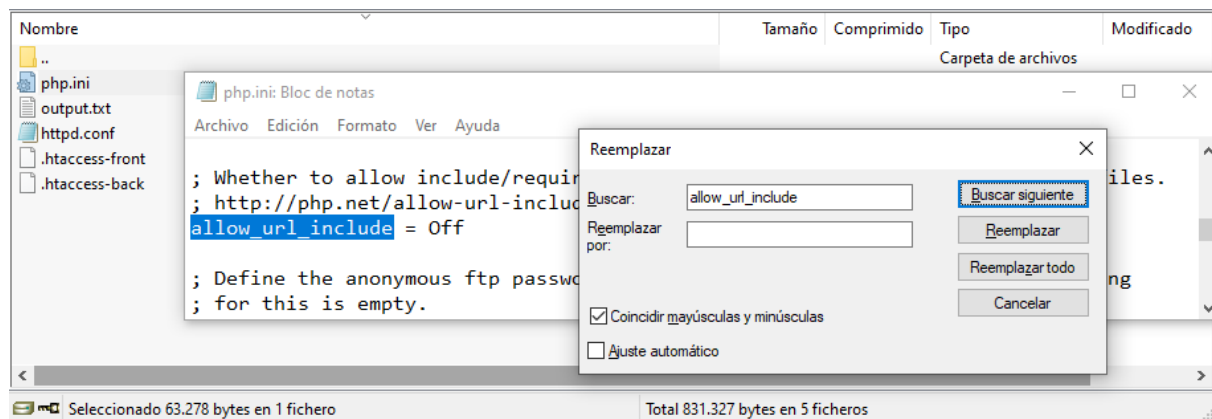 Nombre Tamaño Comprimido Tipo Modificado
.. Carpeta de archivos
php.ini
output.txt
httpd.conf
.htaccess-front
.htaccess-back
php.ini: Bloc de notas
Archivo Edición Formato Ver Ayuda
; Whether to allow include/requir iles.
; http://php.net/allow-url-includ
allow_url_include = Off
; Define the anonymous ftp passwo ng
; for this is empty.
Reemplazar
Buscar: allow_url_include
Reemplazar
por:
Buscar siguiente
Reemplazar
Reemplazar todo
Cancelar
Coincidir mayúsculas y minúsculas
Ajuste automático
Seleccionado 63.278 bytes en 1 fichero Total 831.327 bytes en 5 ficheros